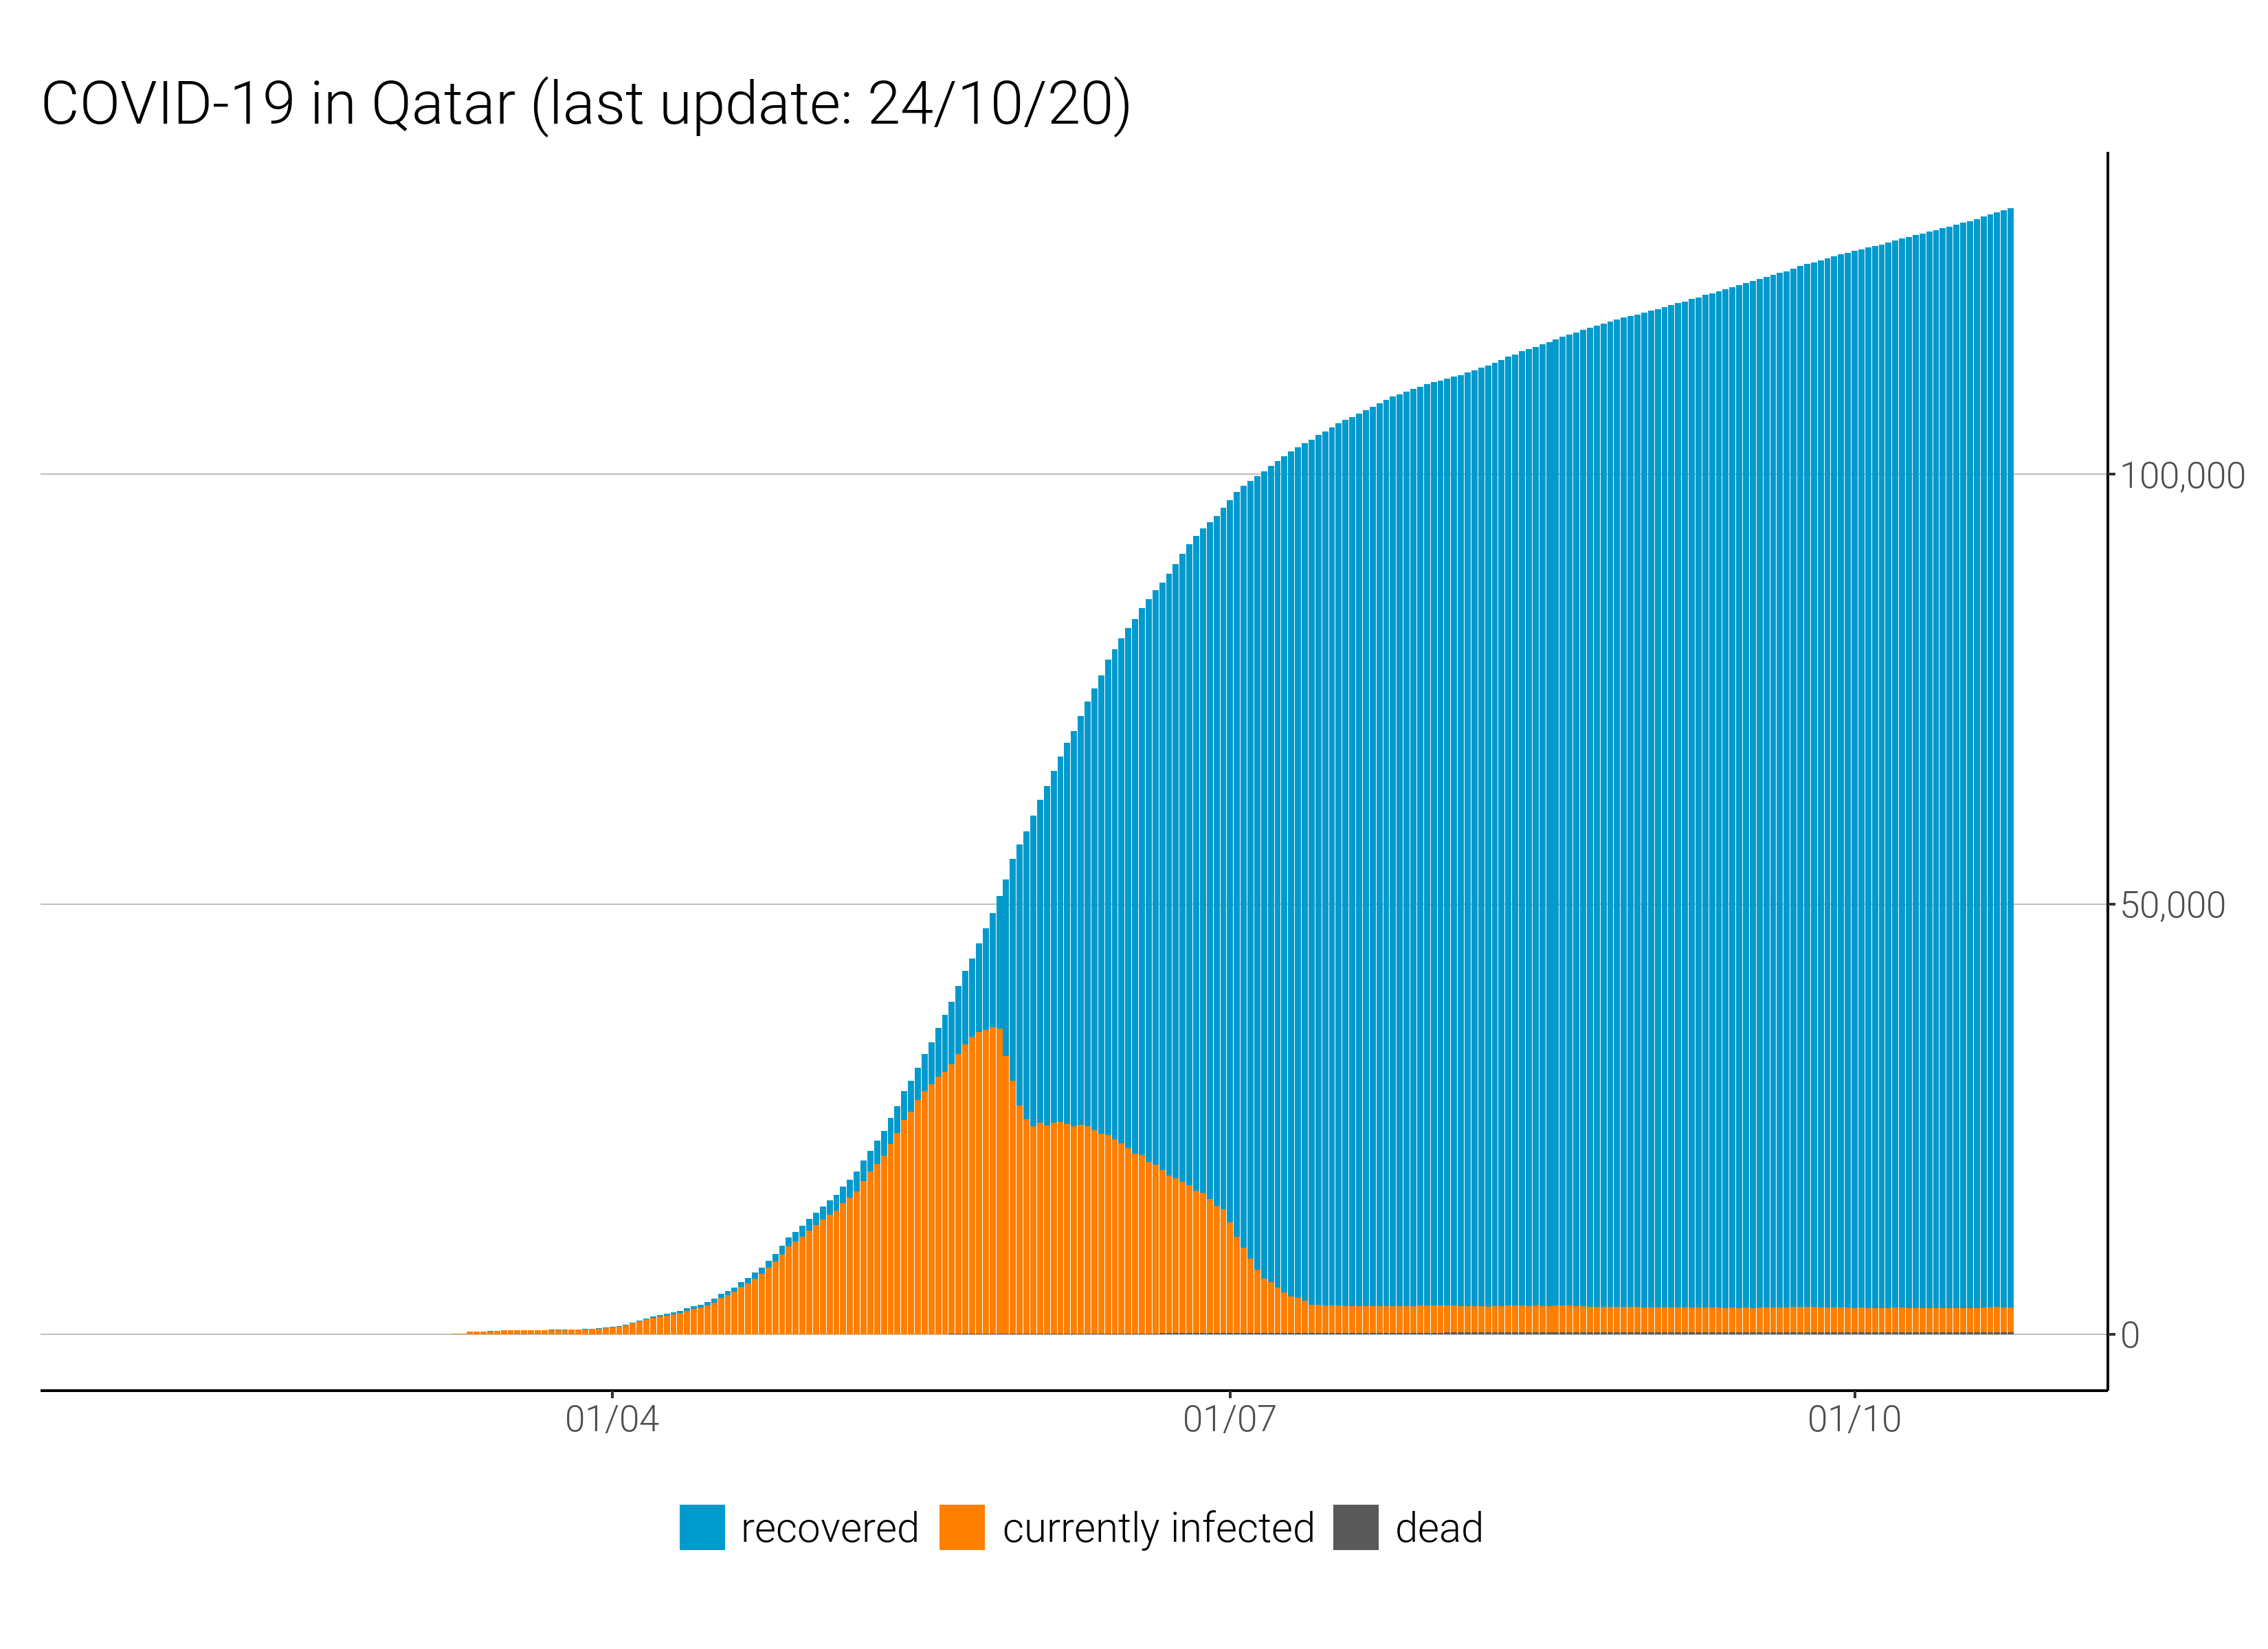 COVID-19 in Qatar (last update: 24/10/20)
100,000
50,000
0
01/04 01/07 01/10
recovered currently infected dead